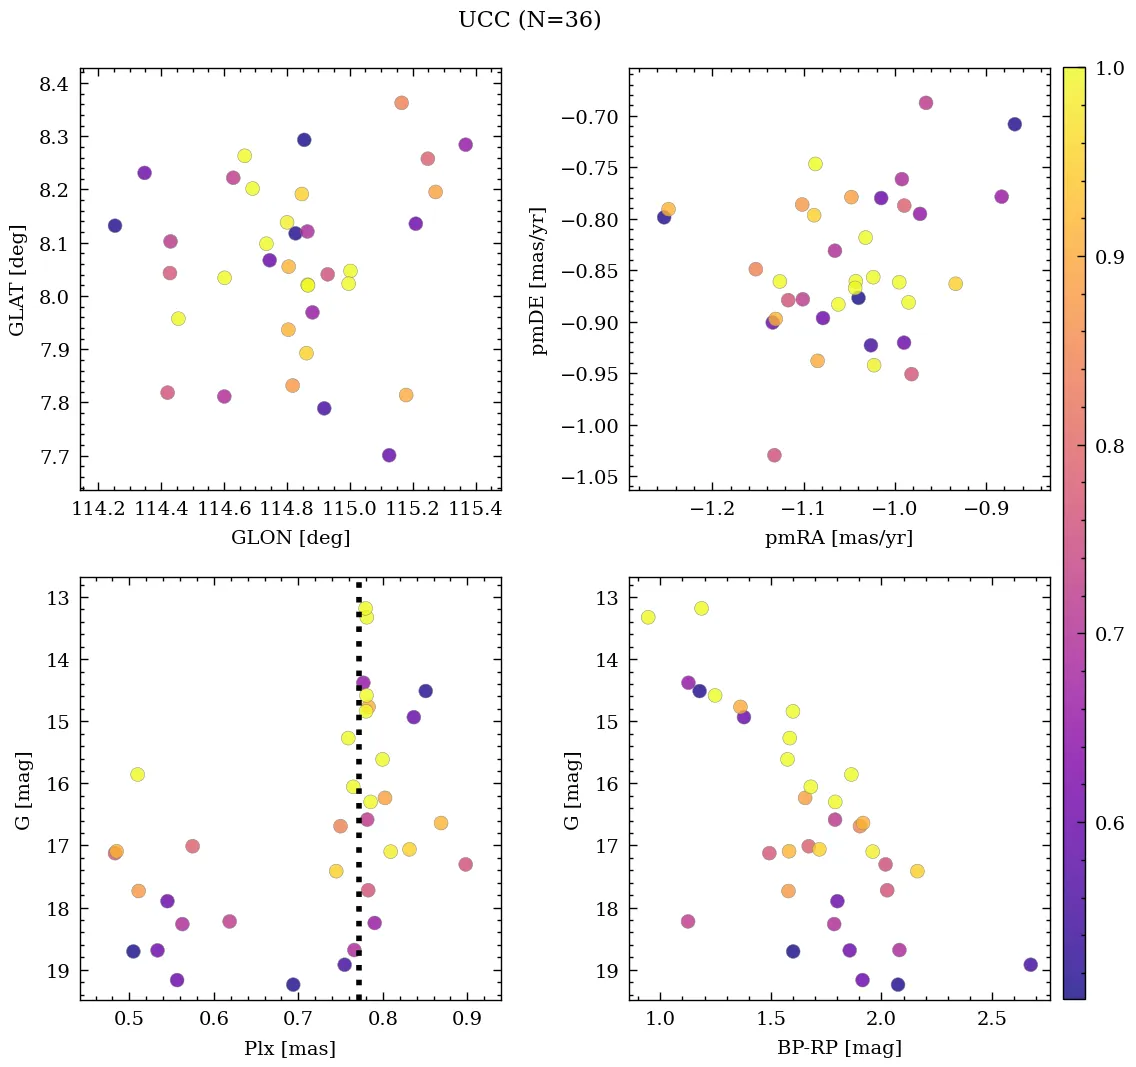 UCC (N=36)
8.4
8.3
8.2
8.1
8.0
7.9
7.8
7.7
GLAT [deg]
114.2 114.4 114.6 114.8 115.0 115.2 115.4
GLON [deg]
−0.70
−0.75
−0.80
−0.85
−0.90
−0.95
−1.00
−1.05
pmDE [mas/yr]
−1.2 −1.1 −1.0 −0.9
pmRA [mas/yr]
1.0
0.9
0.8
0.7
0.6
13
14
15
16
17
18
19
G [mag]
0.5 0.6 0.7 0.8 0.9
Plx [mas]
13
14
15
16
17
18
19
G [mag]
1.0 1.5 2.0 2.5
BP-RP [mag]